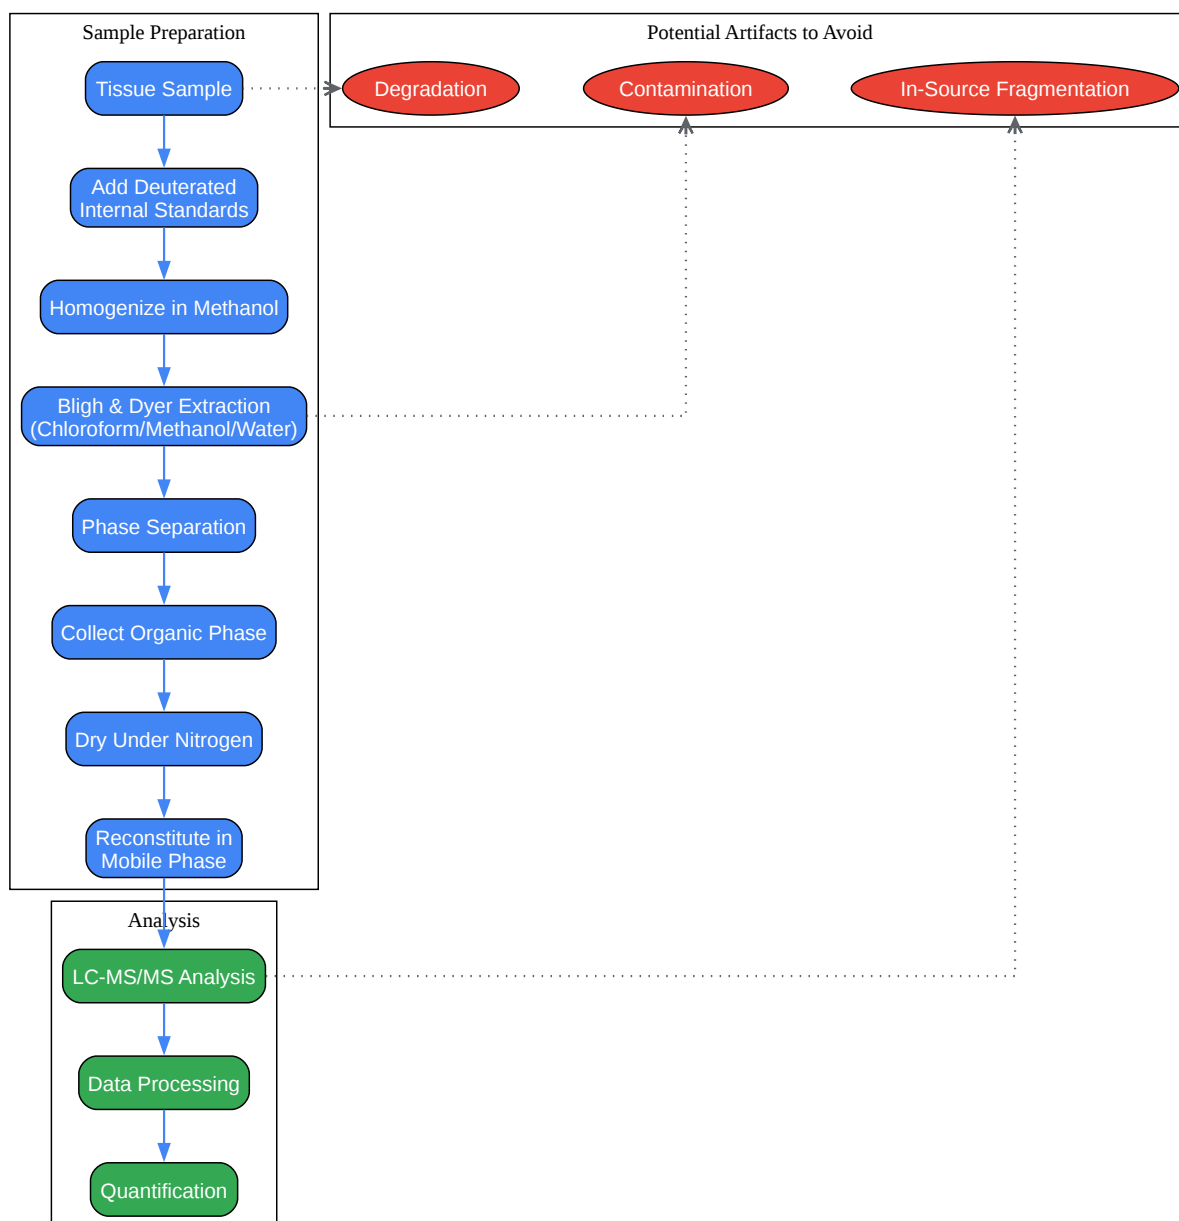 Sample Preparation
Potential Artifacts to Avoid
Tissue Sample
Degradation
Contamination
In-Source Fragmentation
Add Deuterated
Internal Standards
Homogenize in Methanol
Bligh & Dyer Extraction
(Chloroform/Methanol/Water)
Phase Separation
Collect Organic Phase
Dry Under Nitrogen
Reconstitute in
Mobile Phase
Analysis
LC-MS/MS Analysis
Data Processing
Quantification